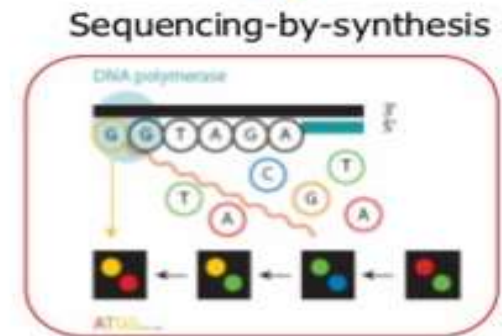 Sequencing-by-synthesis
DNA polymerase
3'
5'
G G T A G A
C T
T G
A A